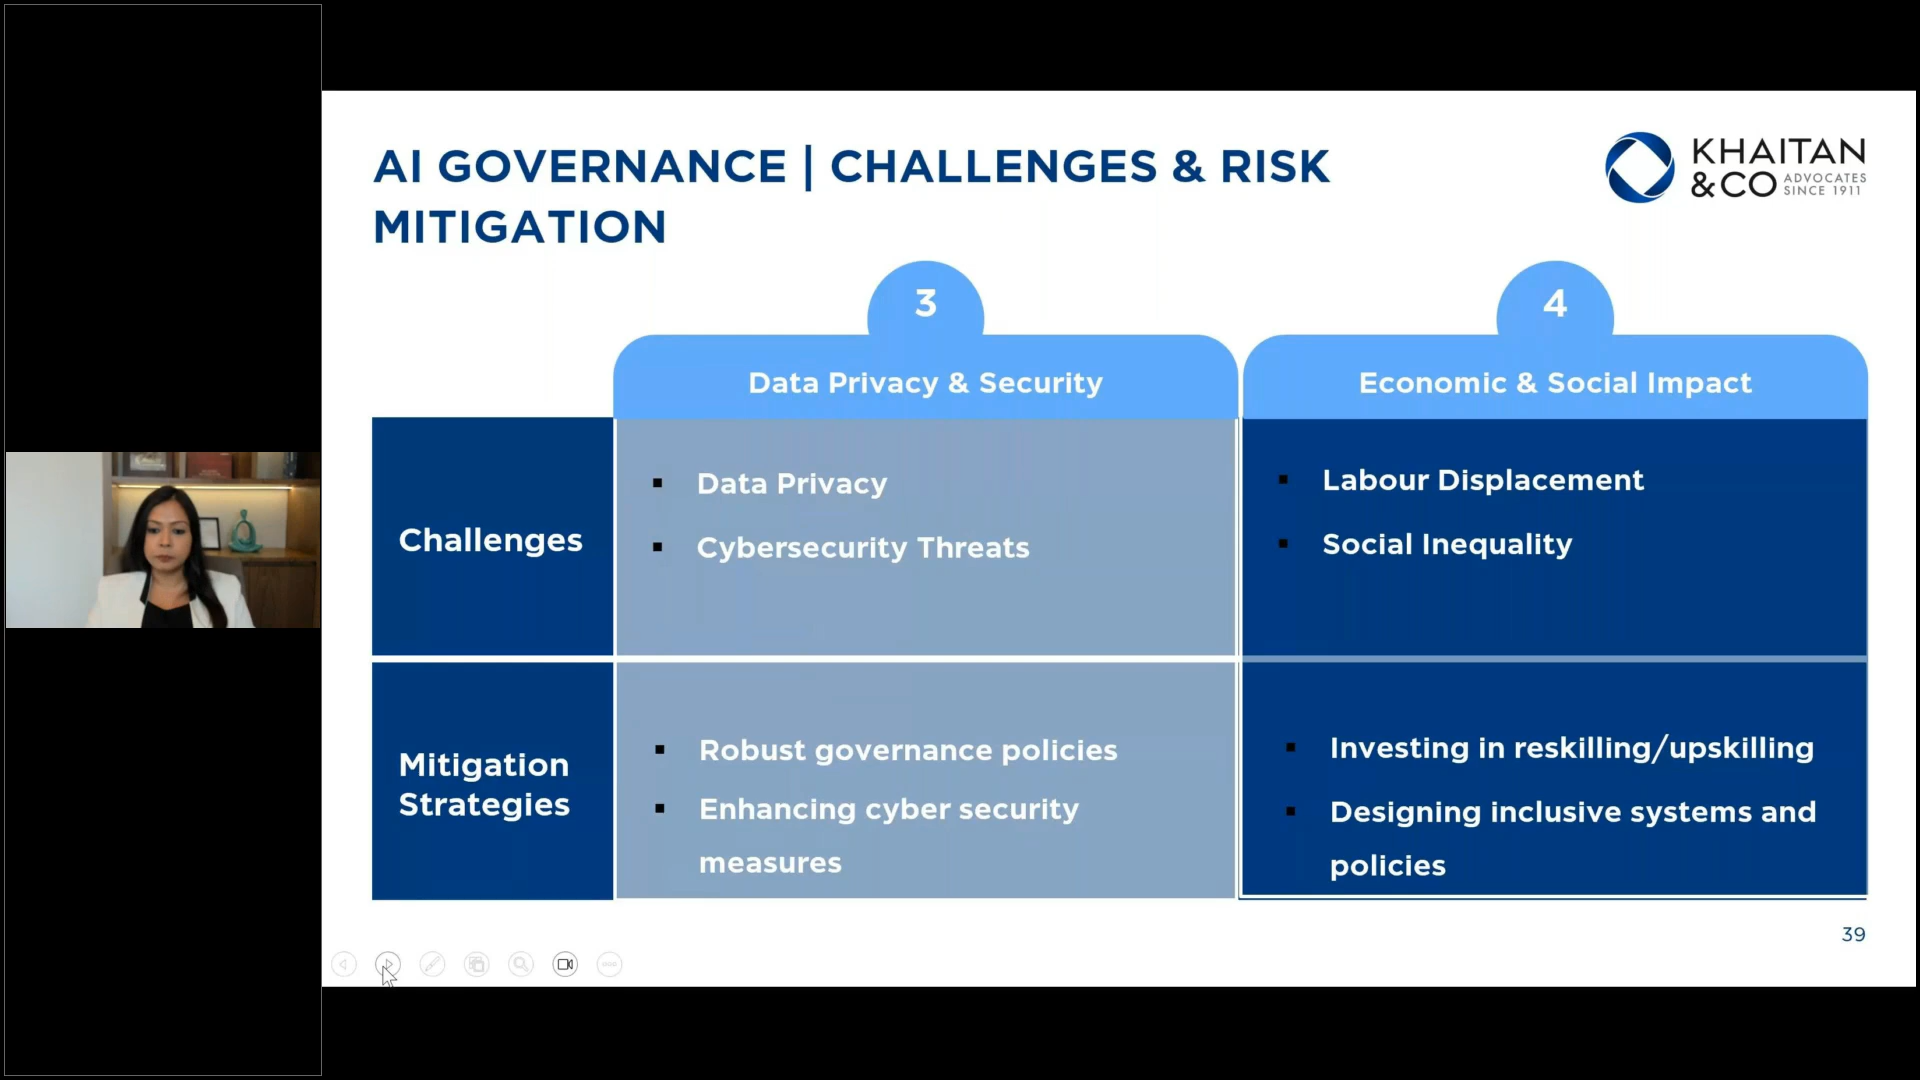 AI GOVERNANCE | CHALLENGES & RISK
MITIGATION
KHAITAN
&CO ADVOCATES
SINCE 1911
3
4
Data Privacy & Security
Economic & Social Impact
Challenges
▪ Data Privacy
▪ Cybersecurity Threats
▪ Labour Displacement
▪ Social Inequality
Mitigation
Strategies
▪ Robust governance policies
▪ Enhancing cyber security
measures
▪ Investing in reskilling/upskilling
▪ Designing inclusive systems and
policies
39